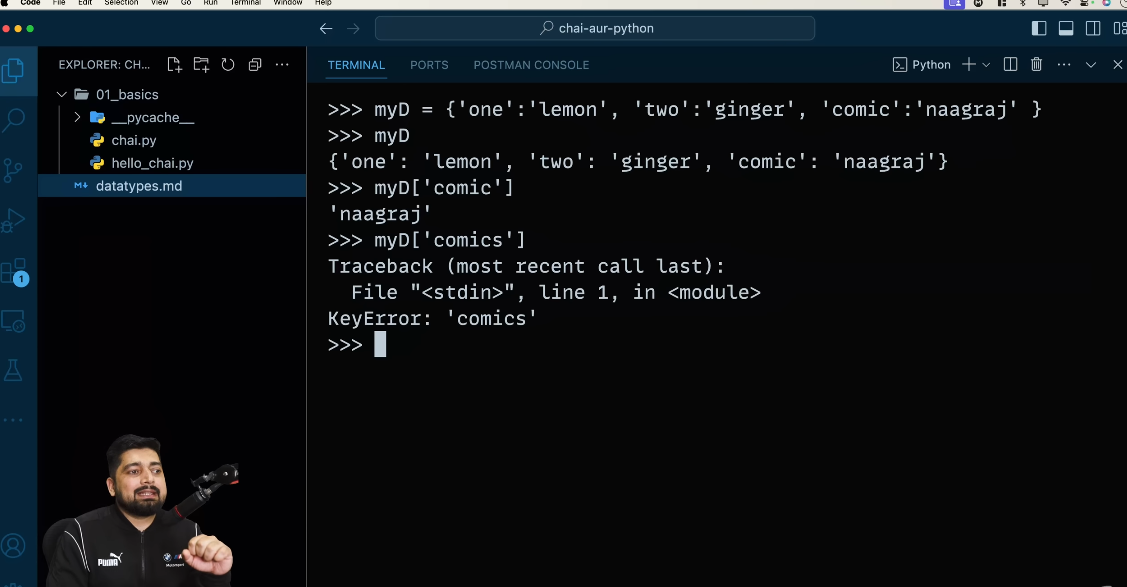 Code File Edit Selection View Go Run Terminal Window Help
chai-aur-python
EXPLORER: CH...
TERMINAL PORTS POSTMAN CONSOLE
Python
01_basics
__pycache__
chai.py
hello_chai.py
datatypes.md
1
>>> myD = {'one':'lemon', 'two':'ginger', 'comic':'naagraj' }
>>> myD
{'one': 'lemon', 'two': 'ginger', 'comic': 'naagraj'}
>>> myD['comic']
'naagraj'
>>> myD['comics']
Traceback (most recent call last):
  File "<stdin>", line 1, in <module>
KeyError: 'comics'
>>>
PUMA